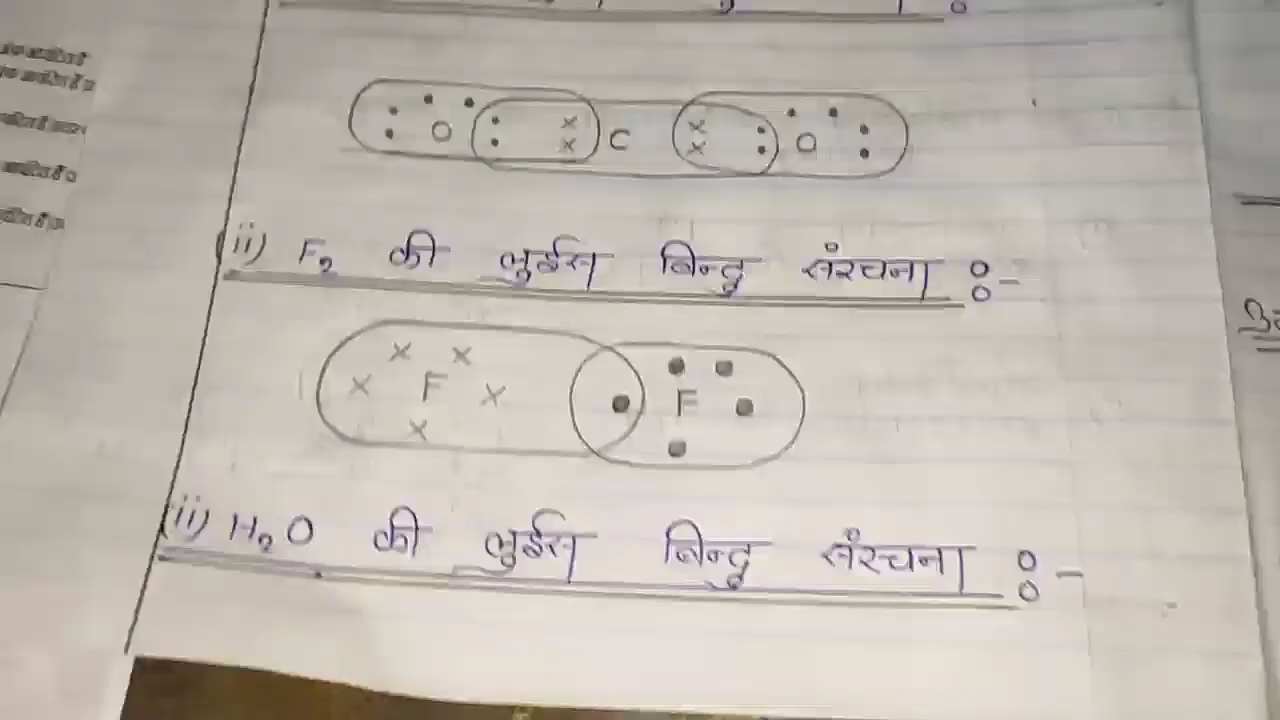 O C O
(ii) F₂ की लुईस बिन्दु संरचना :-
F F
(ii) H₂O की लुईस बिन्दु संरचना :-